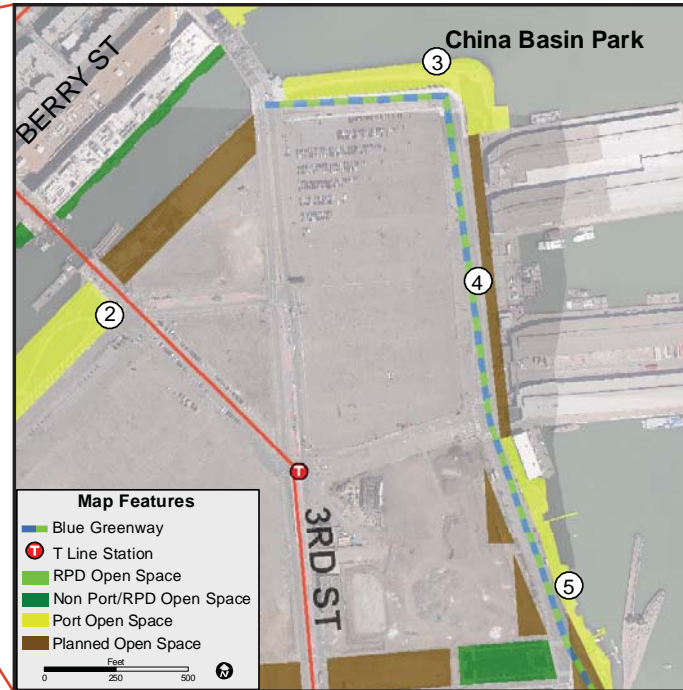 China Basin Park
3
BERRY ST
4
2
T
3RD ST
5
Map Features
Blue Greenway
T T Line Station
RPD Open Space
Non Port/RPD Open Space
Port Open Space
Planned Open Space
Feet
0 250 500
N